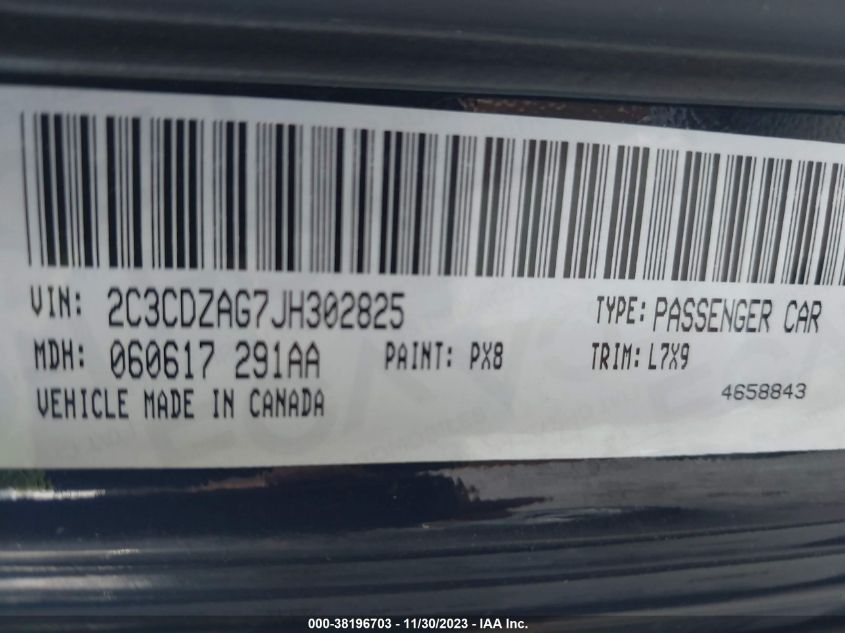 VIN: 2C3CDZAG7JH302825 TYPE: PASSENGER CAR
MDH: 060617 291AA PAINT: PX8 TRIM: L7X9
VEHICLE MADE IN CANADA 4658843
000-38196703 - 11/30/2023 - IAA Inc.